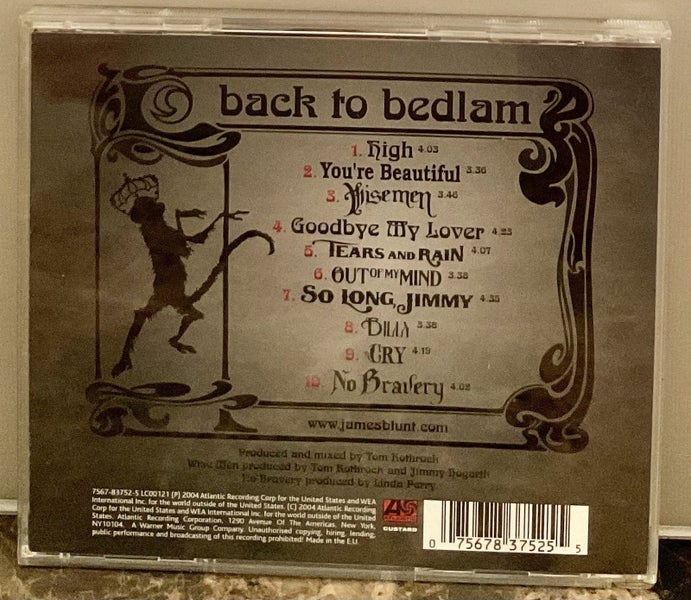 back to bedlam
1. High 4.03
2. You're Beautiful 3.36
3. Wisemen 3.46
4. Goodbye My Lover 4.25
5. TEARS AND RAIN 4.07
6. OUT OF MY MIND 3.38
7. SO LONG, JIMMY 4.35
8. BILLY 3.38
9. CRY 4.19
10. No Bravery 4.02
www.jamesblunt.com
Produced and mixed by Tom Rothrock
Wise Men produced by Tom Rothrock and Jimmy Hogarth
No Bravery produced by Linda Perry
7567-83752-5 LC00121 (P) 2004 Atlantic Recording Corp for the United States and WEA
International Inc. for the world outside of the United States. (C) 2004 Atlantic Recording
Corp for the United States and WEA International Inc. for the world outside of the United
States. Atlantic Recording Corporation, 1290 Avenue Of The Americas, New York,
NY10104. A Warner Music Group Company. Unauthorised copying, hiring, lending,
public performance and broadcasting of this recording prohibited! Made in the E.U.
ATLANTIC
CUSTARD
0 75678 37525 5